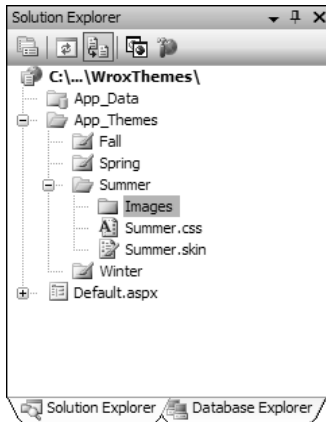 Solution Explorer
C:\...\WroxThemes\
App_Data
App_Themes
Fall
Spring
Summer
Images
Summer.css
Summer.skin
Winter
Default.aspx
Solution Explorer Database Explorer